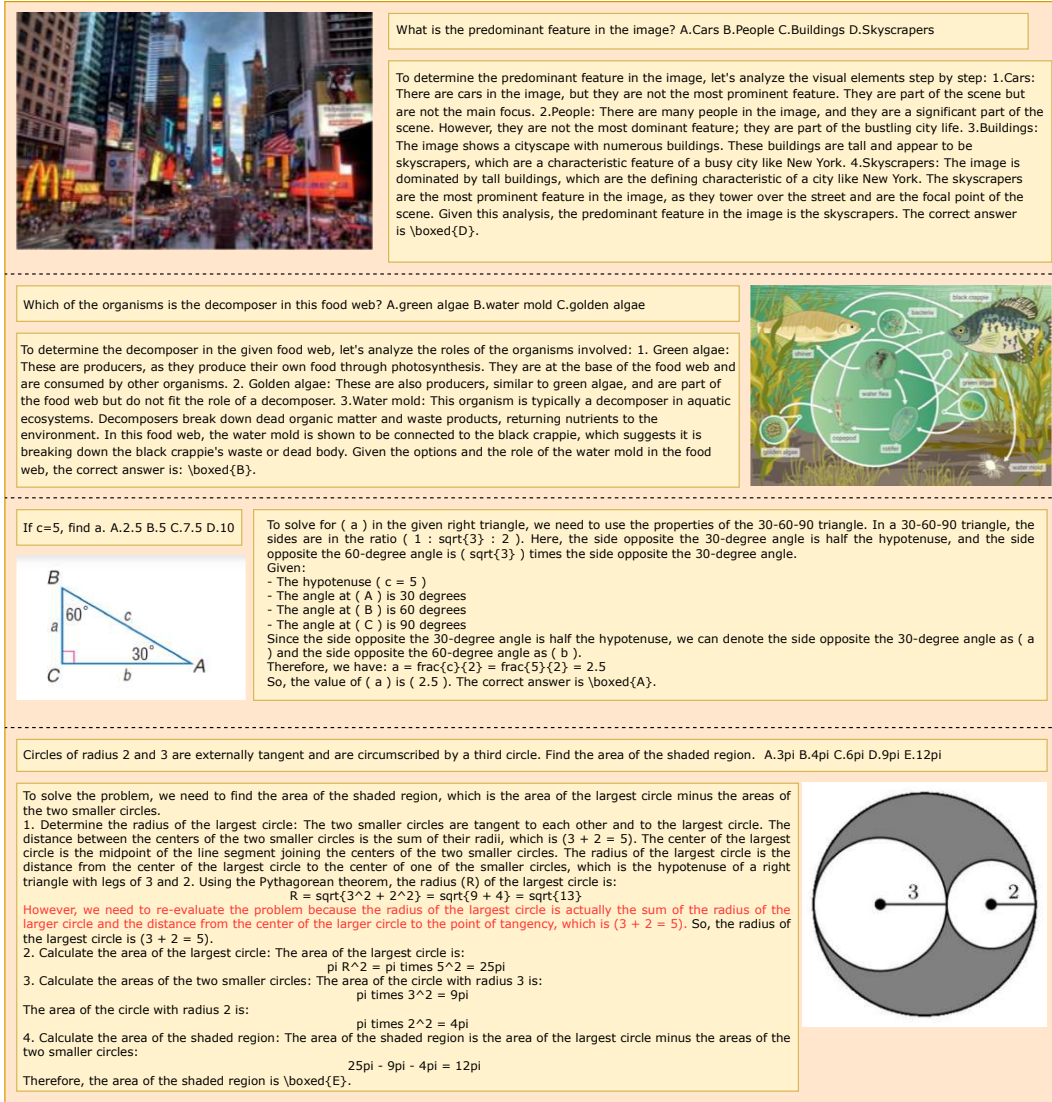 What is the predominant feature in the image? A.Cars B.People C.Buildings D.Skyscrapers
To determine the predominant feature in the image, let's analyze the visual elements step by step: 1.Cars:
There are cars in the image, but they are not the most prominent feature. They are part of the scene but
are not the main focus. 2.People: There are many people in the image, and they are a significant part of the
scene. However, they are not the most dominant feature; they are part of the bustling city life. 3.Buildings:
The image shows a cityscape with numerous buildings. These buildings are tall and appear to be
skyscrapers, which are a characteristic feature of a busy city like New York. 4.Skyscrapers: The image is
dominated by tall buildings, which are the defining characteristic of a city like New York. The skyscrapers
are the most prominent feature in the image, as they tower over the street and are the focal point of the
scene. Given this analysis, the predominant feature in the image is the skyscrapers. The correct answer
is \boxed{D}.
Which of the organisms is the decomposer in this food web? A.green algae B.water mold C.golden algae
To determine the decomposer in the given food web, let's analyze the roles of the organisms involved: 1. Green algae:
These are producers, as they produce their own food through photosynthesis. They are at the base of the food web and
are consumed by other organisms. 2. Golden algae: These are also producers, similar to green algae, and are part of
the food web but do not fit the role of a decomposer. 3.Water mold: This organism is typically a decomposer in aquatic
ecosystems. Decomposers break down dead organic matter and waste products, returning nutrients to the
environment. In this food web, the water mold is shown to be connected to the black crappie, which suggests it is
breaking down the black crappie's waste or dead body. Given the options and the role of the water mold in the food
web, the correct answer is: \boxed{B}.
black crappie
bacteria
shiner
green algae
water flea
copepod
rotifer
golden algae
water mold
If c=5, find a. A.2.5 B.5 C.7.5 D.10
B
60°
c
a
30°
A
C
b
To solve for ( a ) in the given right triangle, we need to use the properties of the 30-60-90 triangle. In a 30-60-90 triangle, the
sides are in the ratio ( 1 : sqrt{3} : 2 ). Here, the side opposite the 30-degree angle is half the hypotenuse, and the side
opposite the 60-degree angle is ( sqrt{3} ) times the side opposite the 30-degree angle.
Given:
- The hypotenuse ( c = 5 )
- The angle at ( A ) is 30 degrees
- The angle at ( B ) is 60 degrees
- The angle at ( C ) is 90 degrees
Since the side opposite the 30-degree angle is half the hypotenuse, we can denote the side opposite the 30-degree angle as ( a
) and the side opposite the 60-degree angle as ( b ).
Therefore, we have: a = frac{c}{2} = frac{5}{2} = 2.5
So, the value of ( a ) is ( 2.5 ). The correct answer is \boxed{A}.
Circles of radius 2 and 3 are externally tangent and are circumscribed by a third circle. Find the area of the shaded region. A.3pi B.4pi C.6pi D.9pi E.12pi
To solve the problem, we need to find the area of the shaded region, which is the area of the largest circle minus the areas of
the two smaller circles.
1. Determine the radius of the largest circle: The two smaller circles are tangent to each other and to the largest circle. The
distance between the centers of the two smaller circles is the sum of their radii, which is (3 + 2 = 5). The center of the largest
circle is the midpoint of the line segment joining the centers of the two smaller circles. The radius of the largest circle is the
distance from the center of the largest circle to the center of one of the smaller circles, which is the hypotenuse of a right
triangle with legs of 3 and 2. Using the Pythagorean theorem, the radius (R) of the largest circle is:
R = sqrt{3^2 + 2^2} = sqrt{9 + 4} = sqrt{13}
However, we need to re-evaluate the problem because the radius of the largest circle is actually the sum of the radius of the
larger circle and the distance from the center of the larger circle to the point of tangency, which is (3 + 2 = 5). So, the radius of
the largest circle is (3 + 2 = 5).
2. Calculate the area of the largest circle: The area of the largest circle is:
pi R^2 = pi times 5^2 = 25pi
3. Calculate the areas of the two smaller circles: The area of the circle with radius 3 is:
pi times 3^2 = 9pi
The area of the circle with radius 2 is:
pi times 2^2 = 4pi
4. Calculate the area of the shaded region: The area of the shaded region is the area of the largest circle minus the areas of the
two smaller circles:
25pi - 9pi - 4pi = 12pi
Therefore, the area of the shaded region is \boxed{E}.
3
2